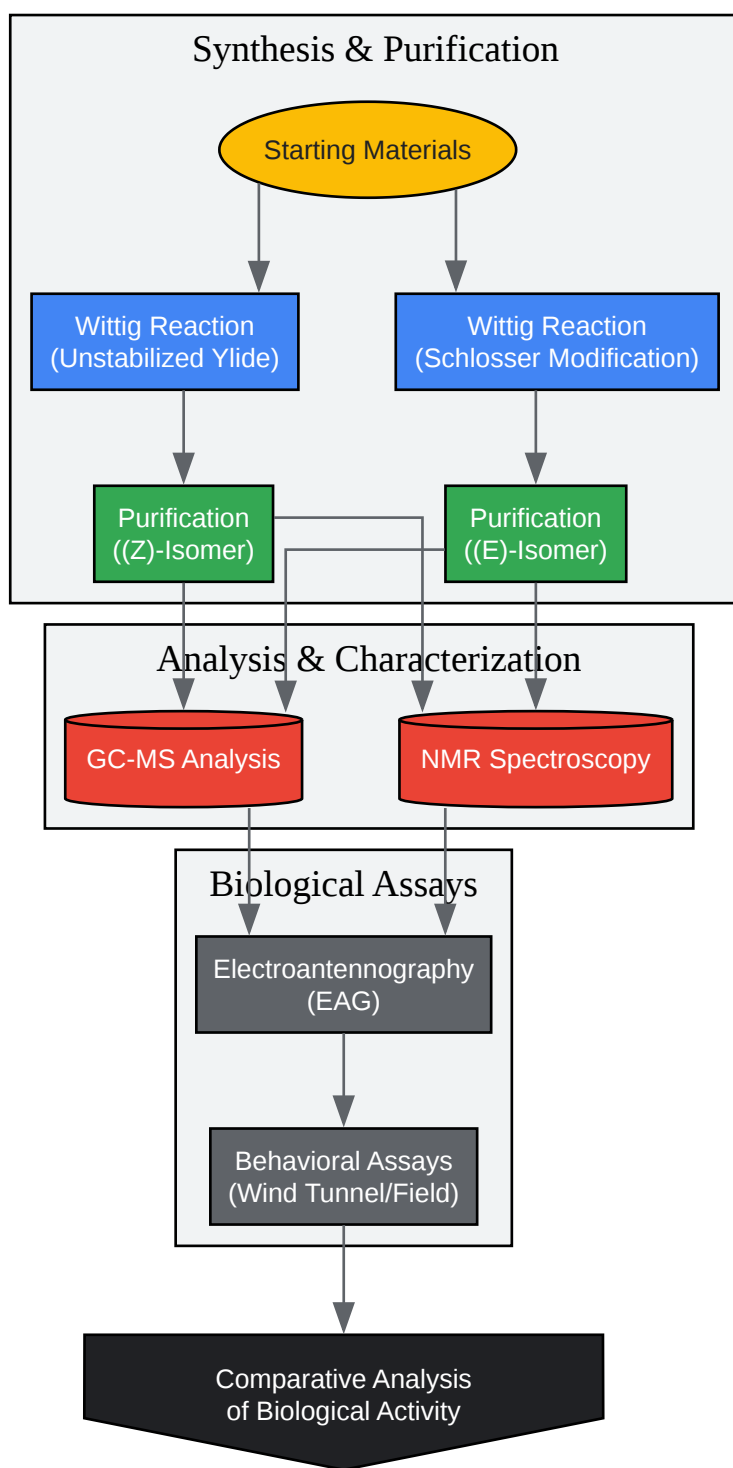 Synthesis & Purification
Starting Materials
Wittig Reaction
(Unstabilized Ylide)
Wittig Reaction
(Schlosser Modification)
Purification
((Z)-Isomer)
Purification
((E)-Isomer)
Analysis & Characterization
GC-MS Analysis
NMR Spectroscopy
Biological Assays
Electroantennography
(EAG)
Behavioral Assays
(Wind Tunnel/Field)
Comparative Analysis
of Biological Activity